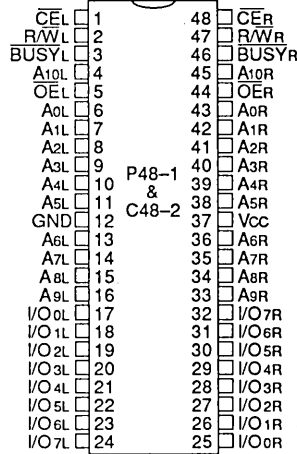 CEL 1 48 CER
R/WL 2 47 R/WR
BUSYL 3 46 BUSYR
A10L 4 45 A10R
OEL 5 44 OER
A0L 6 43 A0R
A1L 7 42 A1R
A2L 8 41 A2R
A3L 9 40 A3R
P48–1
A4L 10 39 A4R
&
A5L 11 38 A5R
C48–2
GND 12 37 VCC
A6L 13 36 A6R
A7L 14 35 A7R
A8L 15 34 A8R
A9L 16 33 A9R
I/O0L 17 32 I/O7R
I/O1L 18 31 I/O6R
I/O2L 19 30 I/O5R
I/O3L 20 29 I/O4R
I/O4L 21 28 I/O3R
I/O5L 22 27 I/O2R
I/O6L 23 26 I/O1R
I/O7L 24 25 I/O0R